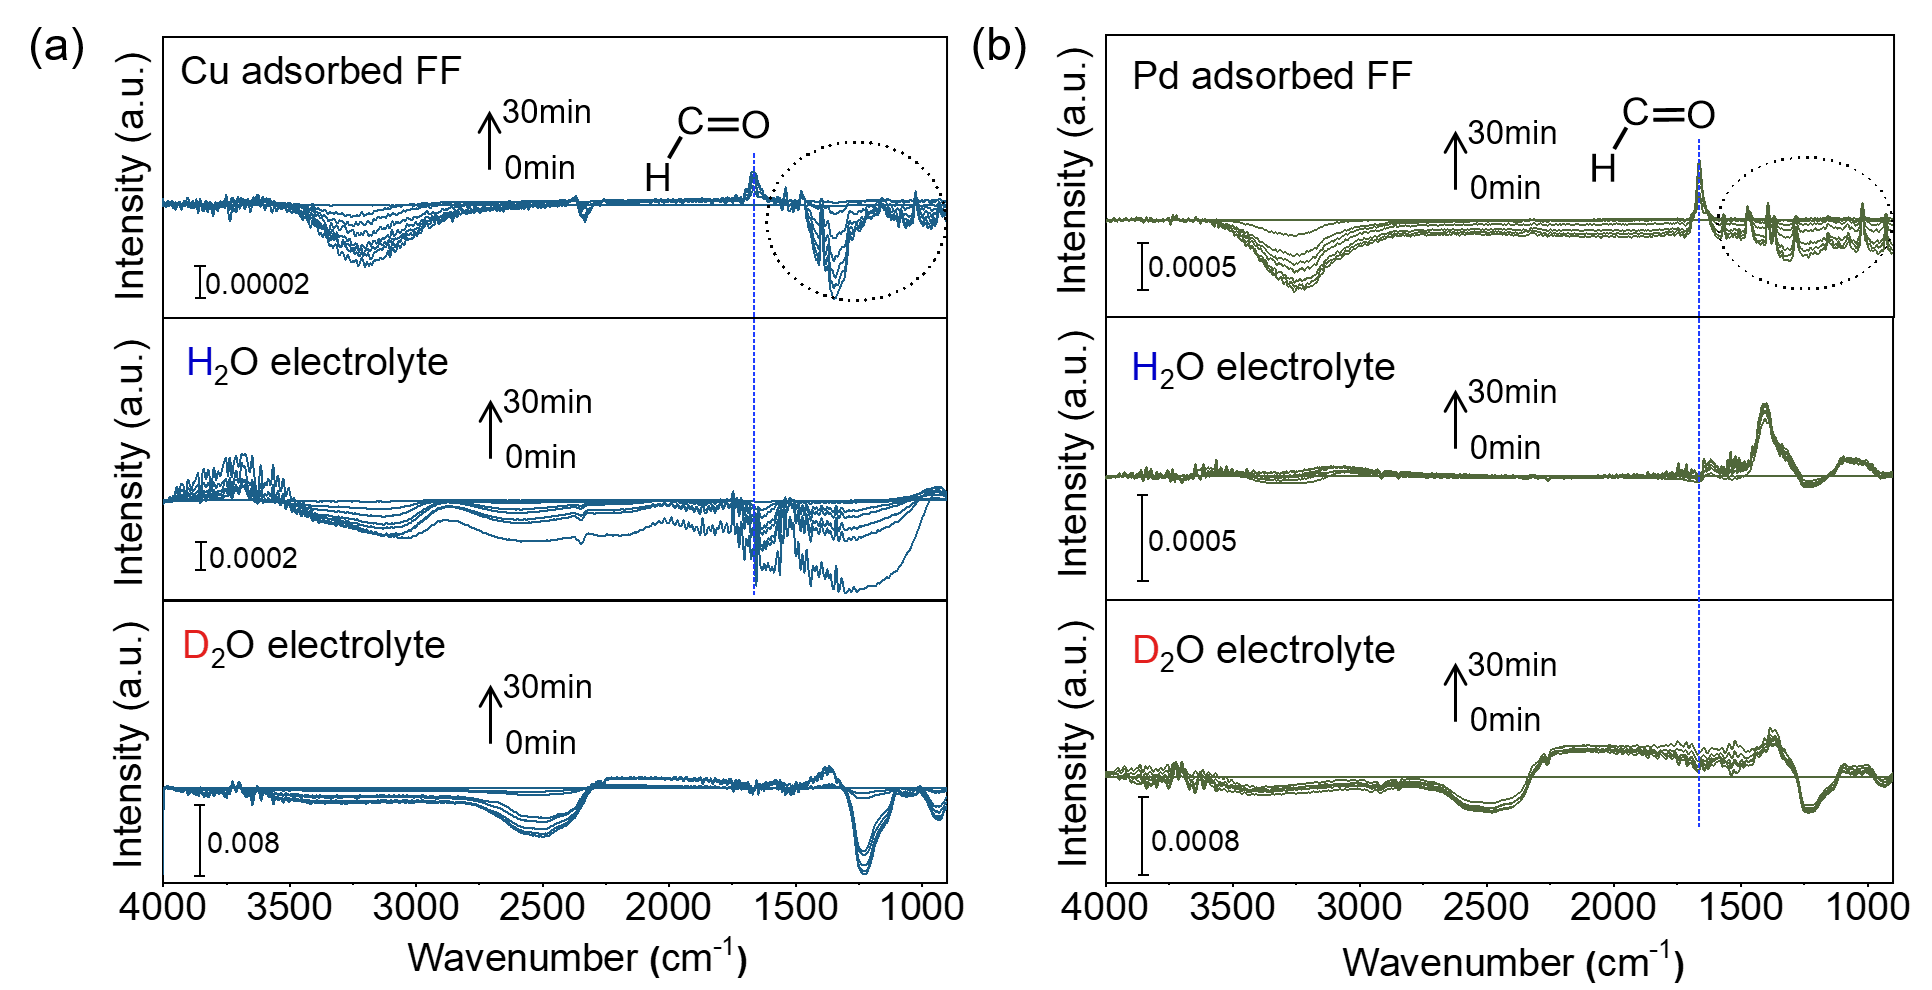 (a)
Intensity (a.u.)
Cu adsorbed FF
30min
0min
C=O
H
0.00002
Intensity (a.u.)
H2O electrolyte
30min
0min
0.0002
Intensity (a.u.)
D2O electrolyte
30min
0min
0.008
4000 3500 3000 2500 2000 1500 1000
Wavenumber (cm-1)
(b)
Intensity (a.u.)
Pd adsorbed FF
30min
0min
C=O
H
0.0005
Intensity (a.u.)
H2O electrolyte
30min
0min
0.0005
Intensity (a.u.)
D2O electrolyte
30min
0min
0.0008
4000 3500 3000 2500 2000 1500 1000
Wavenumber (cm-1)